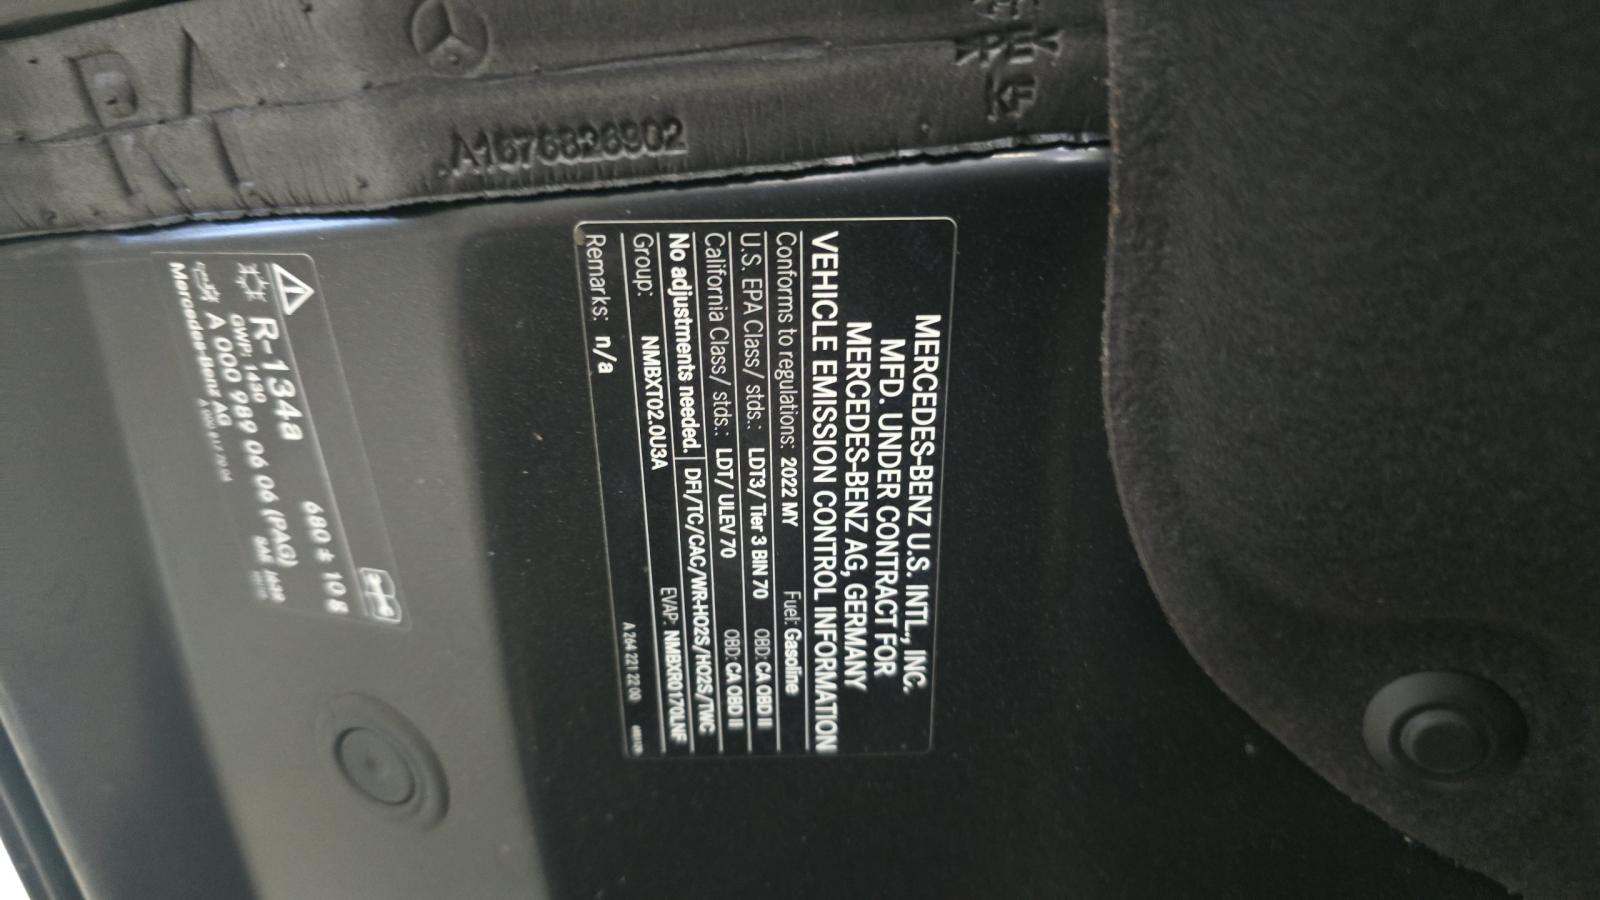 A1676826902
MERCEDES-BENZ U.S. INTL., INC.
MFD. UNDER CONTRACT FOR
MERCEDES-BENZ AG, GERMANY
VEHICLE EMISSION CONTROL INFORMATION
Conforms to regulations: 2022 MY Fuel: Gasoline
U.S. EPA Class/ stds.: LDT3/ Tier 3 BIN 70 OBD: CA OBD II
California Class/ stds.: LDT/ ULEV 70 OBD: CA OBD II
No adjustments needed. DFI/TC/CAC/WR-HO2S/HO2S/TWC
Group: NMBXT02.0U3A EVAP: NMBXR0170LNF
Remarks: n/a
A 264 221 22 00
R-134a 680 ± 10 g
GWP: 1430
A 000 989 06 06 (PAG)
Mercedes-Benz AG